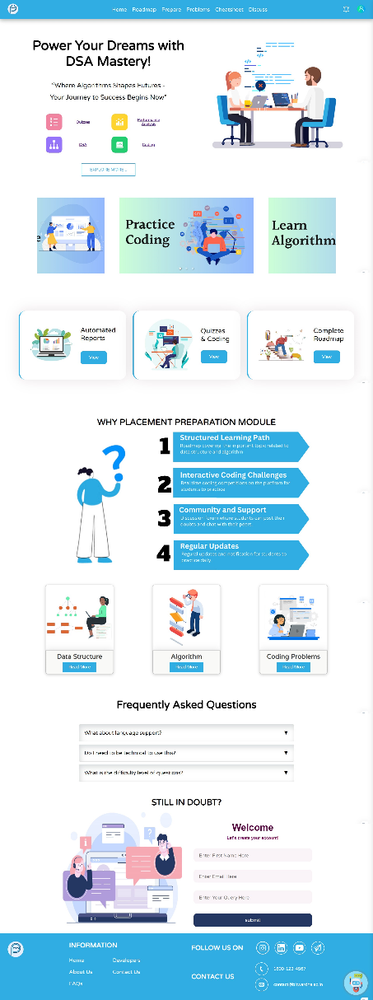 Home Roadmap Prepare Problems Cheatsheet Discuss
Power Your Dreams with
DSA Mastery!
"Where Algorithms Shapes Futures -
Your Journey to Success Begins Now"
Quizzes
Performance
Analysis
DSA
Coding
EXPLORE MORE...
Practice
Coding
Learn
Algorithm
Automated
Reports
View
Quizzes
& Coding
View
Complete
Roadmap
View
WHY PLACEMENT PREPARATION MODULE
1 Structured Learning Path
Roadmap covering the important topic related to
data structure and algorithm
2 Interactive Coding Challenges
Real time coding competitions on the platfrom for
students to practice
3 Community and Support
Discussion forum where students can post their
doubts and chat with their peers
4 Regular Updates
Regural updates and notification for students to
practice daily
Data Structure
Read More
Algorithm
Read More
Coding Problems
Read More
Frequently Asked Questions
What about language support?
Do I need to be technical to use this?
What is the difficulty level of questions?
STILL IN DOUBT?
Welcome
Let's create your account!
Enter First Name Here
Enter Email Here
Enter Your Query Here
submit
INFORMATION
Home
Developers
About Us
Contact Us
FAQs
FOLLOW US ON
CONTACT US
1800-123-4567